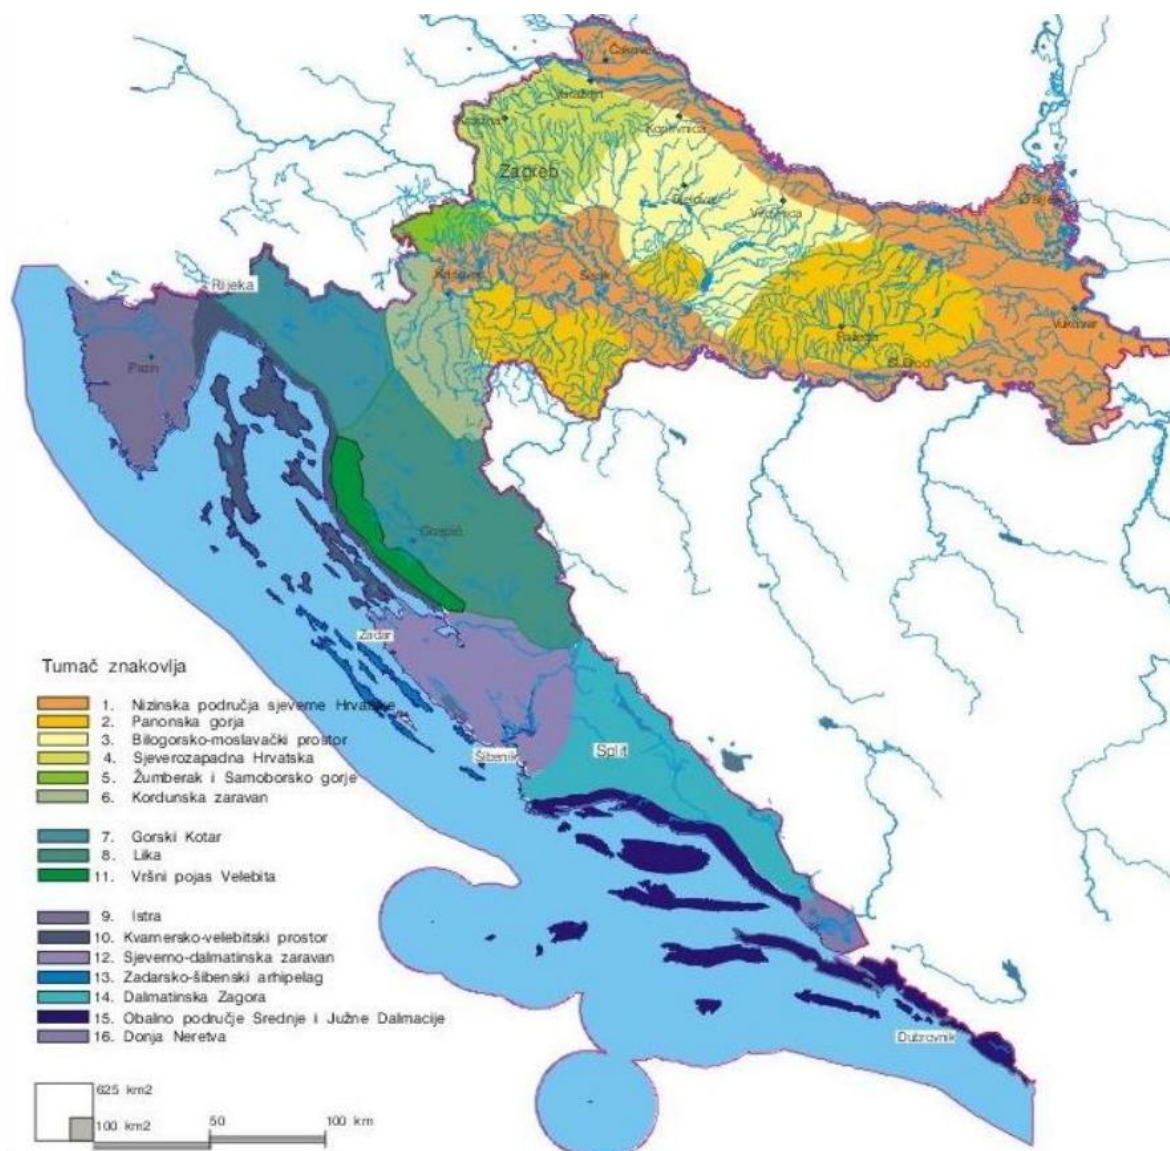 Čakovec
Varaždin
Krapina
Koprivnica
Zagreb
Bjelovar
Virovitica
Osijek
Karlovac
Sisak
Rijeka
Vukovar
Požega
Sl. Brod
Pazin
Gospić
Zadar
Šibenik
Split
Dubrovnik
Tumač znakovlja
1. Nizinska područja sjeverne Hrvatske
2. Panonska gorja
3. Bilogorsko-moslavački prostor
4. Sjeverozapadna Hrvatska
5. Žumberak i Samoborsko gorje
6. Kordunska zaravan
7. Gorski Kotar
8. Lika
11. Vršni pojas Velebita
9. Istra
10. Kvarnersko-velebitski prostor
12. Sjeverno-dalmatinska zaravan
13. Zadarsko-šibenski arhipelag
14. Dalmatinska Zagora
15. Obalno područje Srednje i Južne Dalmacije
16. Donja Neretva
625 km2
100 km2
50
100 km